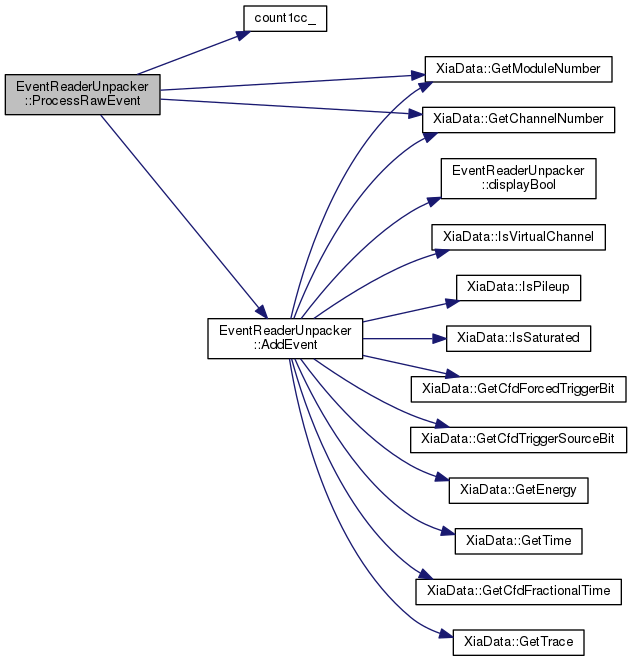 count1cc_
EventReaderUnpacker
::ProcessRawEvent
XiaData::GetModuleNumber
XiaData::GetChannelNumber
EventReaderUnpacker
::displayBool
XiaData::IsVirtualChannel
XiaData::IsPileup
EventReaderUnpacker
::AddEvent
XiaData::IsSaturated
XiaData::GetCfdForcedTriggerBit
XiaData::GetCfdTriggerSourceBit
XiaData::GetEnergy
XiaData::GetTime
XiaData::GetCfdFractionalTime
XiaData::GetTrace